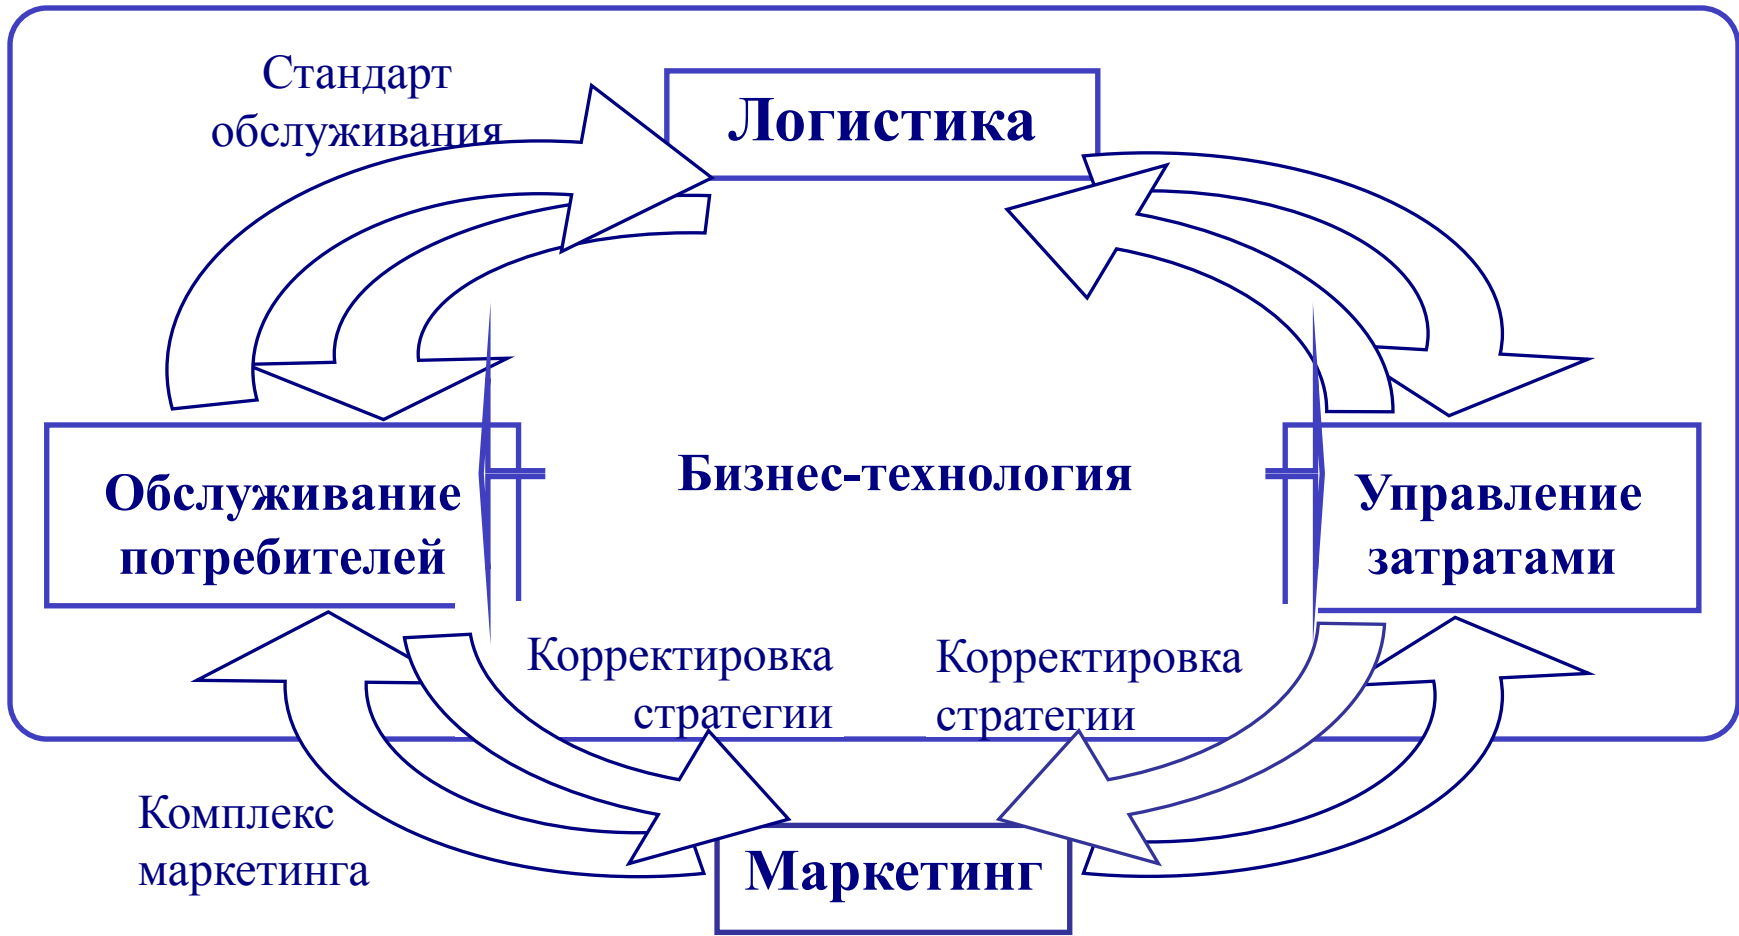 Стандарт
обслуживания
Логистика
Бизнес-технология
Обслуживание
потребителей
Управление
затратами
Корректировка
стратегии
Корректировка
стратегии
Комплекс
маркетинга
Маркетинг